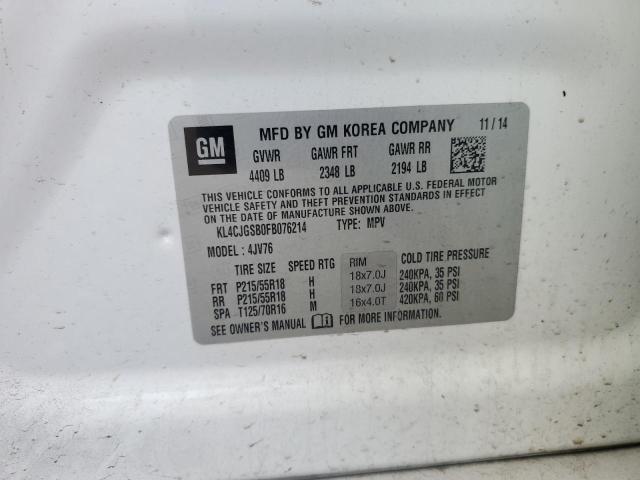 GM
MFD BY GM KOREA COMPANY 11/14
GVWR GAWR FRT GAWR RR
4409 LB 2348 LB 2194 LB
THIS VEHICLE CONFORMS TO ALL APPLICABLE U.S. FEDERAL MOTOR
VEHICLE SAFETY AND THEFT PREVENTION STANDARDS IN EFFECT
ON THE DATE OF MANUFACTURE SHOWN ABOVE.
KL4CJGSB0FB076214 TYPE: MPV
MODEL: 4JV76
TIRE SIZE SPEED RTG RIM COLD TIRE PRESSURE
FRT P215/55R18 H 18x7.0J 240KPA, 35 PSI
RR P215/55R18 H 18x7.0J 240KPA, 35 PSI
SPA T125/70R16 M 16x4.0T 420KPA, 60 PSI
SEE OWNER'S MANUAL FOR MORE INFORMATION.